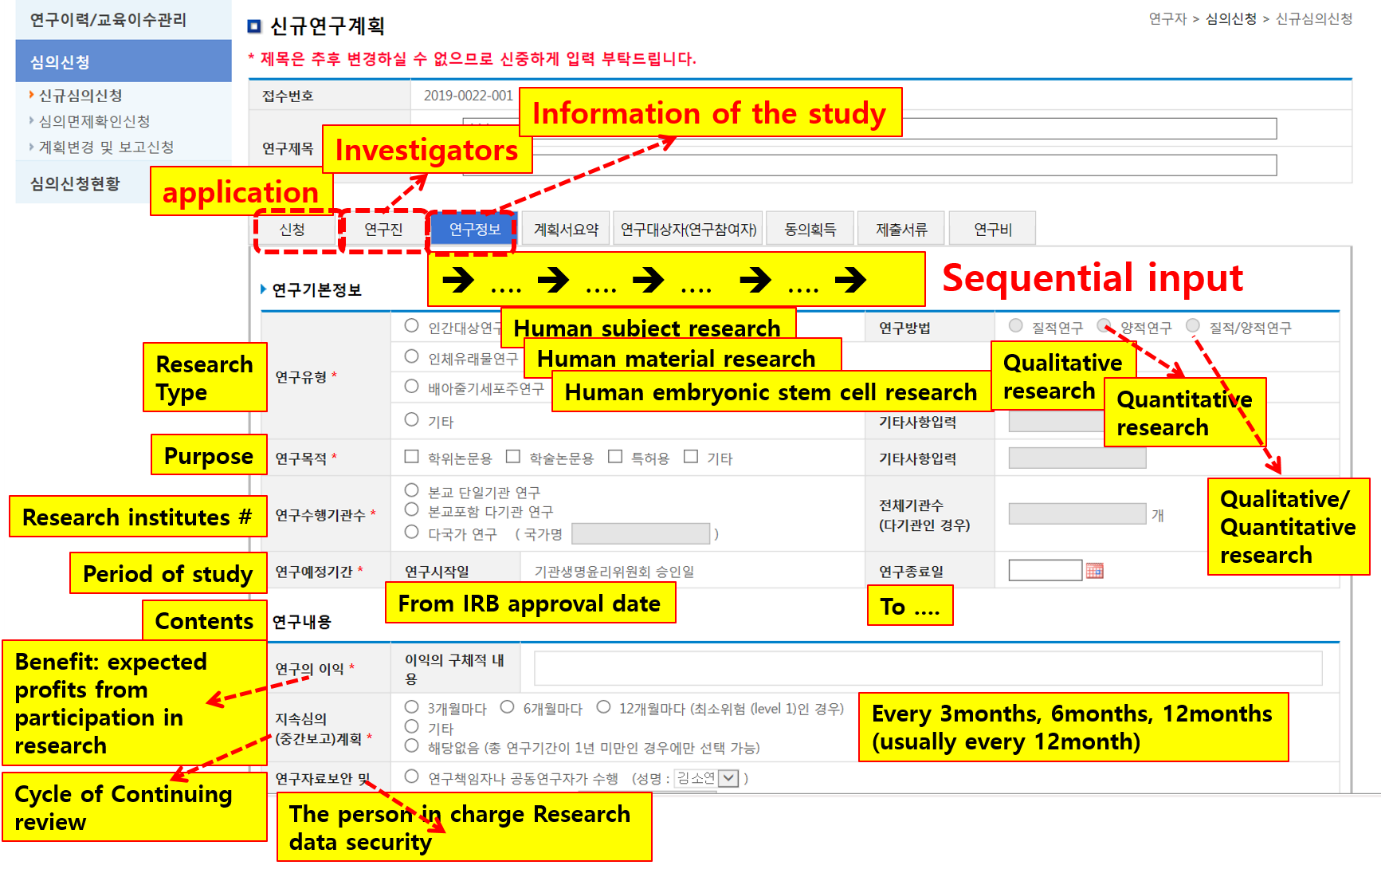 연구이력/교육이수관리
심의신청
신규심의신청
심의면제확인신청
계획변경 및 보고신청
심의신청현황
신규연구계획
연구자 > 심의신청 > 신규심의신청
* 제목은 추후 변경하실 수 없으므로 신중하게 입력 부탁드립니다.
접수번호
2019-0022-001
연구제목
Information of the study
Investigators
application
신청
연구진
연구정보
계획서요약
연구대상자(연구참여자)
동의획득
제출서류
연구비
→ .... → .... → .... → .... →
Sequential input
연구기본정보
Research
Type
연구유형 *
인간대상연구
Human subject research
인체유래물연구
Human material research
배아줄기세포주연구
Human embryonic stem cell research
기타
연구방법
질적연구
양적연구
질적/양적연구
Qualitative
research
Quantitative
research
Qualitative/
Quantitative
research
기타사항입력
Purpose
연구목적 *
학위논문용
학술논문용
특허용
기타
기타사항입력
Research institutes #
연구수행기관수 *
본교 단일기관 연구
본교포함 다기관 연구
다국가 연구 ( 국가명 )
전체기관수
(다기관인 경우)
개
Period of study
연구예정기간 *
연구시작일
기관생명윤리위원회 승인일
연구종료일
From IRB approval date
To ....
Contents
연구내용
Benefit: expected
profits from
participation in
research
연구의 이익 *
이익의 구체적 내
용
지속심의
(중간보고)계획 *
3개월마다
6개월마다
12개월마다 (최소위험 (level 1)인 경우)
기타
해당없음 (총 연구기간이 1년 미만인 경우에만 선택 가능)
Every 3months, 6months, 12months
(usually every 12month)
Cycle of Continuing
review
연구자료보안 및
연구책임자나 공동연구자가 수행 (성명 : 김소연 )
The person in charge Research
data security